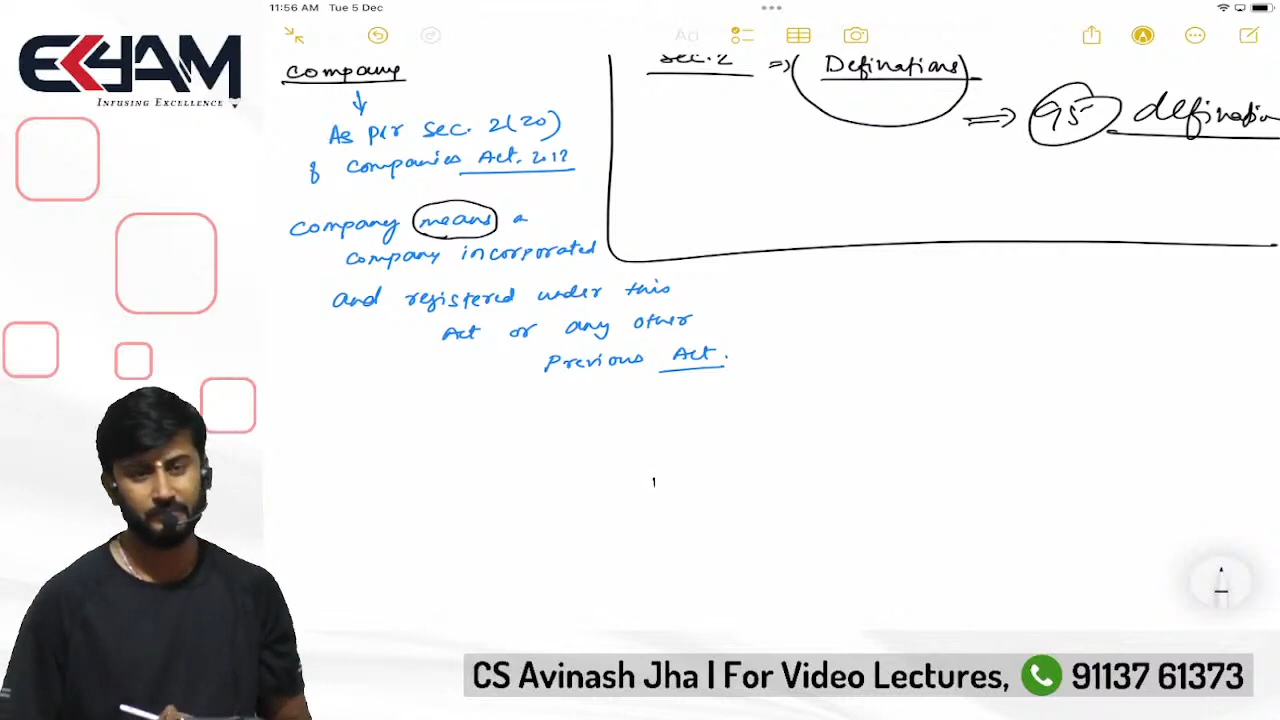 11:56 AM Tue 5 Dec
EKYAM
INFUSING EXCELLENCE
Company
As per sec. 2(20)
of Companies Act, 2013
Company means a
company incorporated
and registered under this
Act or any other
Previous Act.
Sec. 2 ⇒ Definations
⇒ 95 defination
CS Avinash Jha | For Video Lectures, 91137 61373